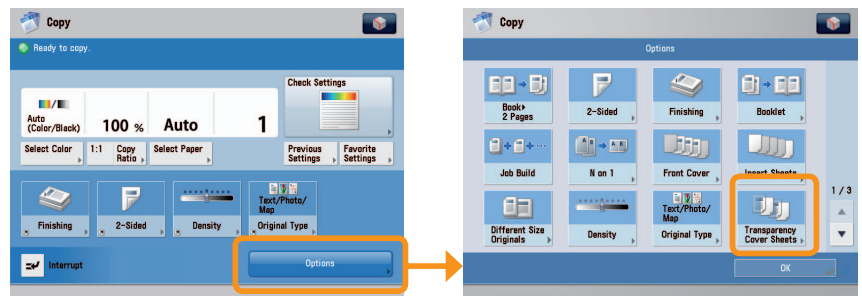 Copy
Ready to copy.
Check Settings
Auto
(Color/Black)
100 %
Auto
1
Select Color
1:1
Copy
Ratio
Select Paper
Previous
Settings
Favorite
Settings
Finishing
2-Sided
Density
Text/Photo/
Map
Original Type
Interrupt
Options
Copy
Options
Book▸
2 Pages
2-Sided
Finishing
Booklet
Job Build
N on 1
Front Cover
Insert Sheets
Different Size
Originals
Density
Text/Photo/
Map
Original Type
Transparency
Cover Sheets
1 / 3
OK